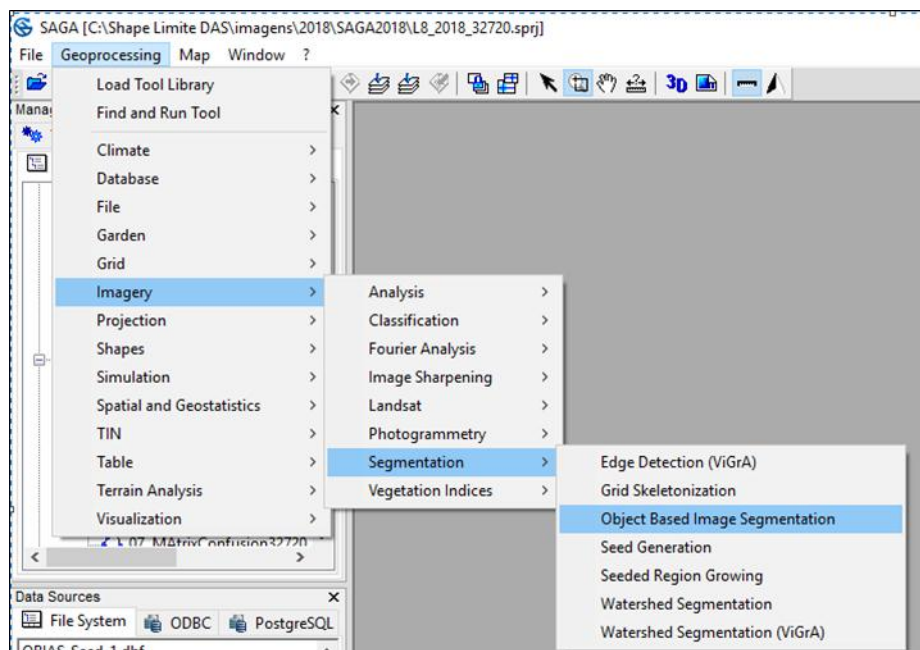 SAGA [C:\Shape Limite DAS\imagens\2018\SAGA2018\L8_2018_32720.sprj]
File Geoprocessing Map Window ?
3D
Load Tool Library
Find and Run Tool
Climate
Database
File
Garden
Grid
Imagery
Projection
Shapes
Simulation
Spatial and Geostatistics
TIN
Table
Terrain Analysis
Visualization
Analysis
Classification
Fourier Analysis
Image Sharpening
Landsat
Photogrammetry
Segmentation
Vegetation Indices
Edge Detection (ViGrA)
Grid Skeletonization
Object Based Image Segmentation
Seed Generation
Seeded Region Growing
Watershed Segmentation
Watershed Segmentation (ViGrA)
07_MAtrixConfusion32720
Data Sources
File System ODBC PostgreSQL